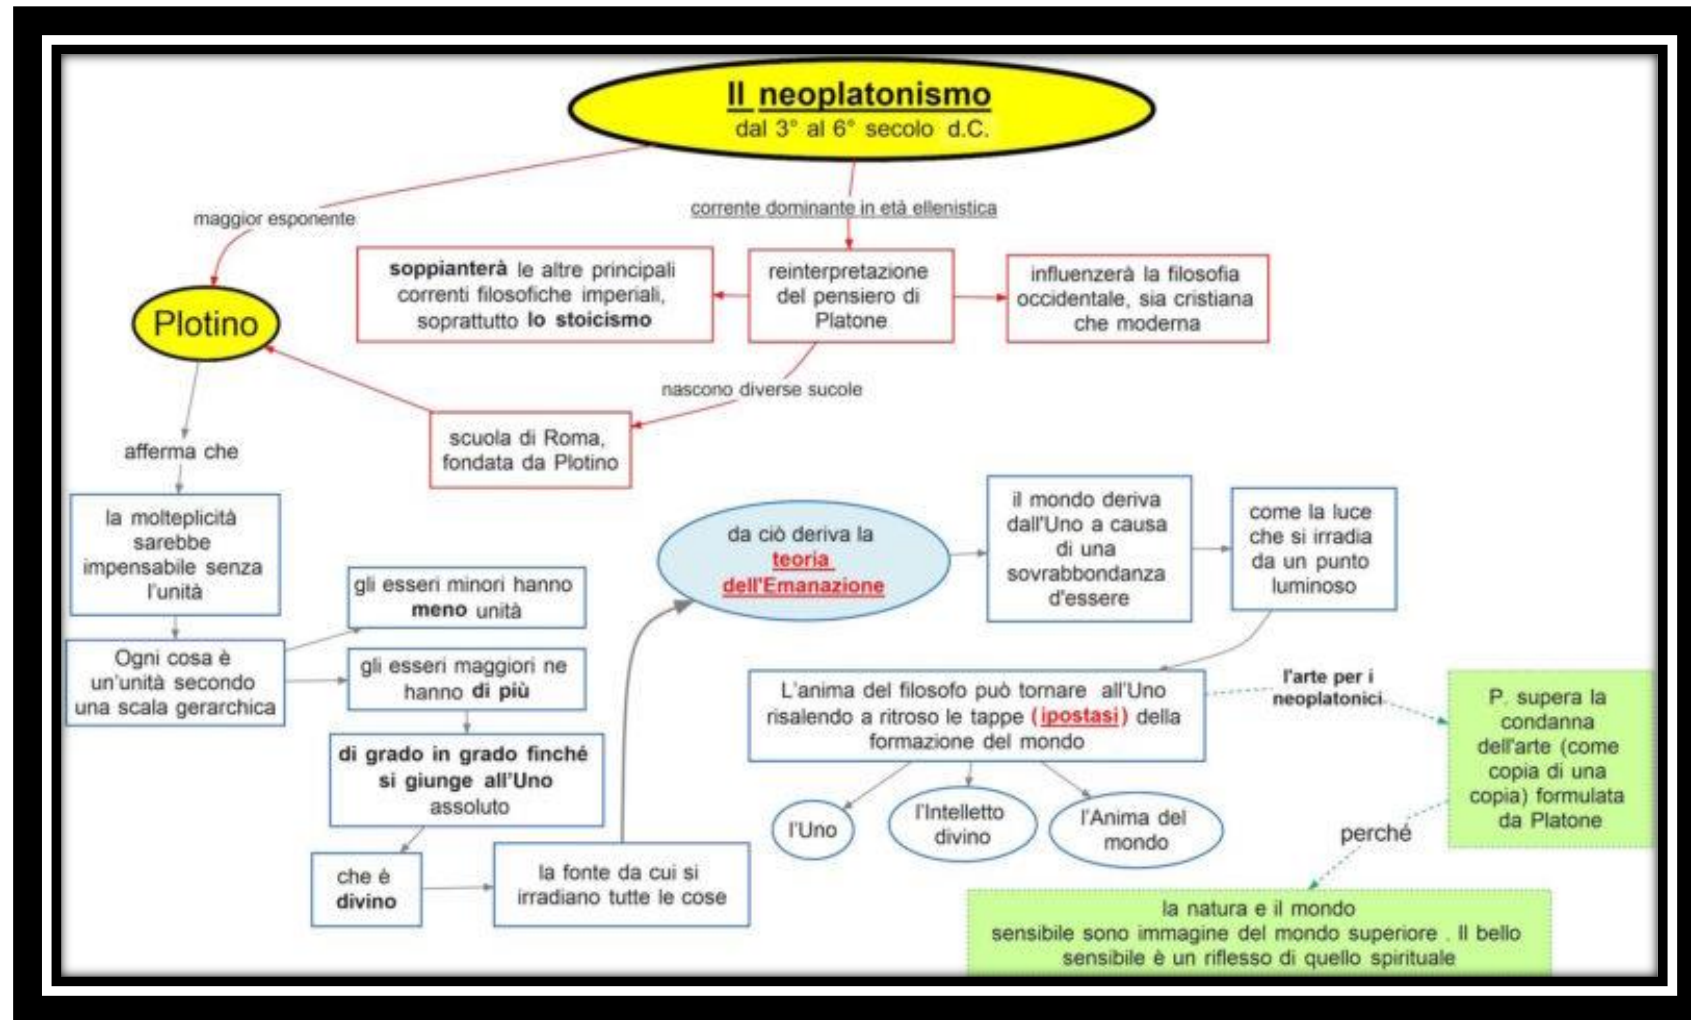 Il neoplatonismo
dal 3° al 6° secolo d.C.
maggior esponente
corrente dominante in età ellenistica
soppianterà le altre principali
correnti filosofiche imperiali,
soprattutto lo stoicismo
reinterpretazione
del pensiero di
Platone
influenzerà la filosofia
occidentale, sia cristiana
che moderna
Plotino
nascono diverse sucole
scuola di Roma,
fondata da Plotino
afferma che
la molteplicità
sarebbe
impensabile senza
l'unità
Ogni cosa è
un'unità secondo
una scala gerarchica
gli esseri minori hanno
meno unità
gli esseri maggiori ne
hanno di più
di grado in grado finché
si giunge all'Uno
assoluto
che è
divino
la fonte da cui si
irradiano tutte le cose
da ciò deriva la
teoria
dell'Emanazione
il mondo deriva
dall'Uno a causa
di una
sovrabbondanza
d'essere
come la luce
che si irradia
da un punto
luminoso
L'anima del filosofo può tornare all'Uno
risalendo a ritroso le tappe (ipostasi) della
formazione del mondo
l'Uno
l'Intelletto
divino
l'Anima del
mondo
l'arte per i
neoplatonici
P. supera la
condanna
dell'arte (come
copia di una
copia) formulata
da Platone
perché
la natura e il mondo
sensibile sono immagine del mondo superiore . Il bello
sensibile è un riflesso di quello spirituale